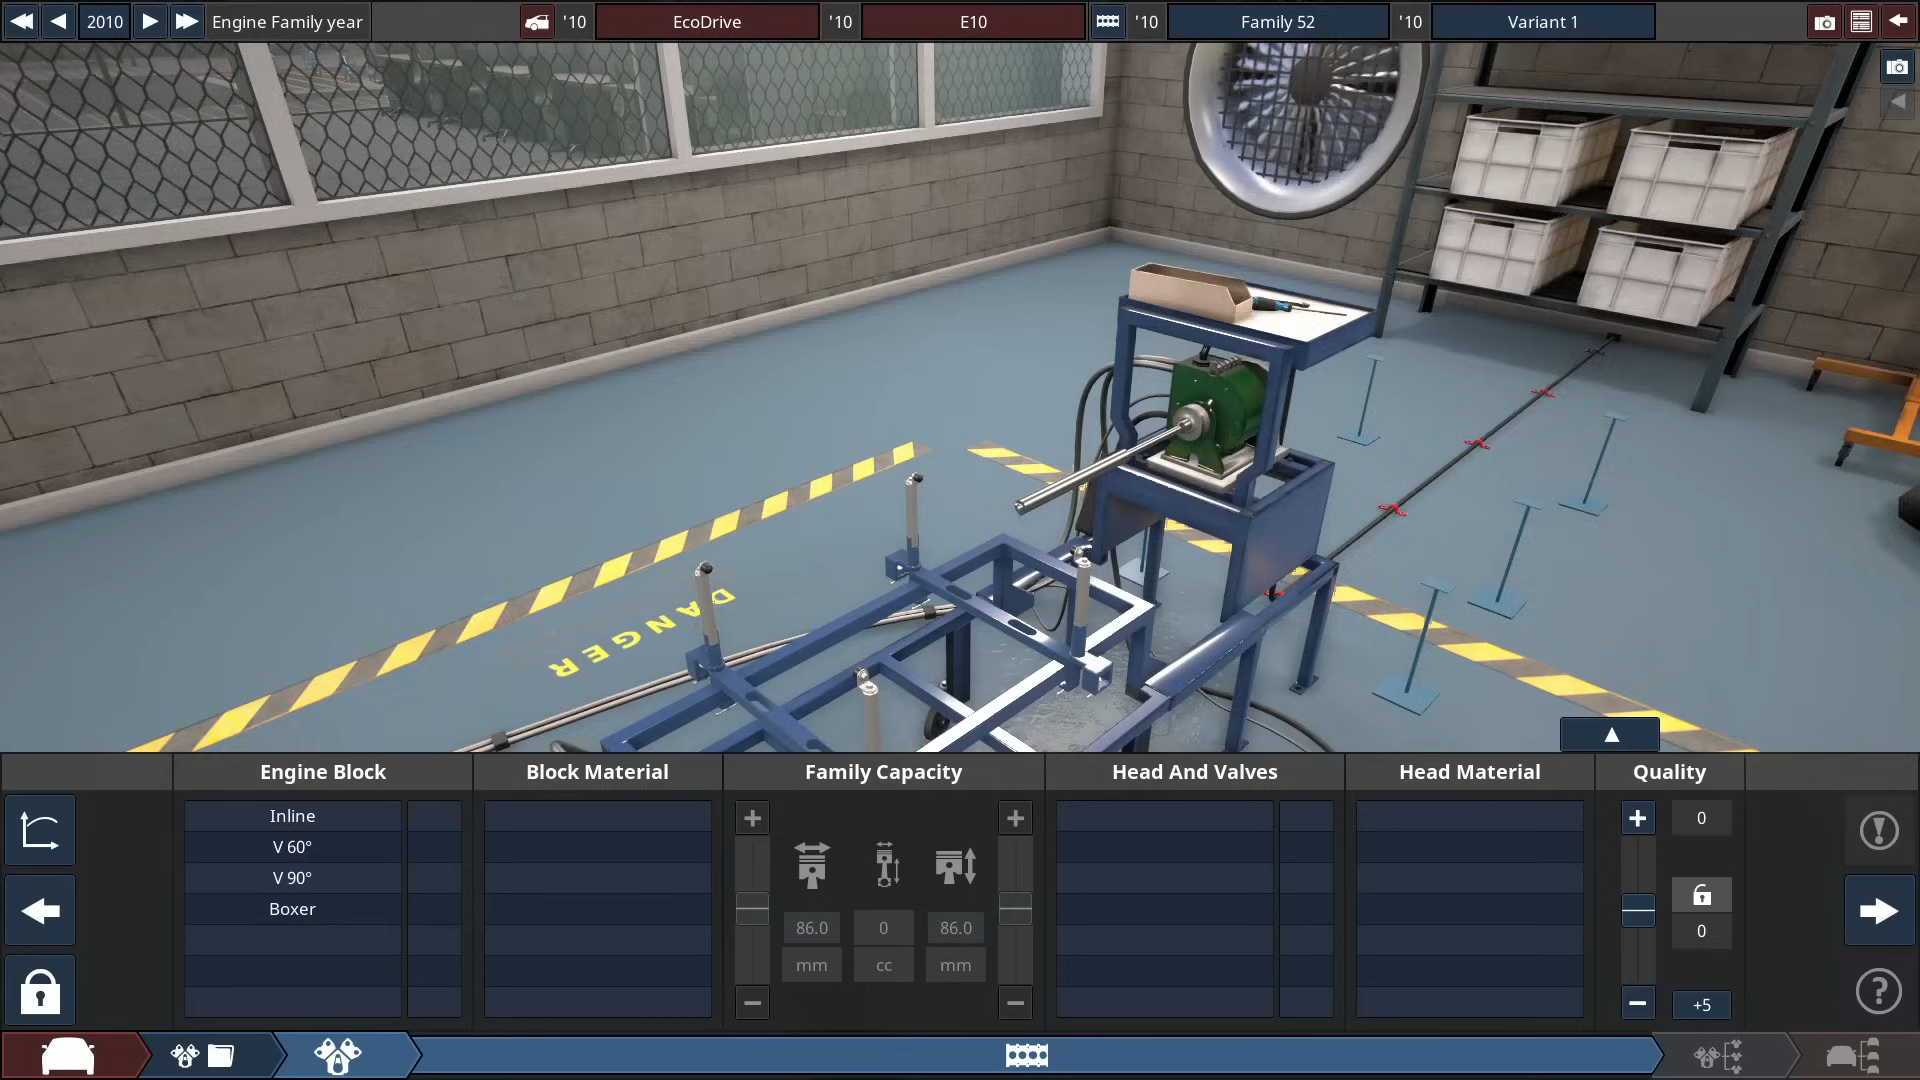 2010 Engine Family year '10 EcoDrive '10 E10 '10 Family 52 '10 Variant 1
DANGER
Engine Block Block Material Family Capacity Head And Valves Head Material Quality
Inline
V 60°
V 90°
Boxer
+ + + 0
86.0 0 86.0 0
mm cc mm
− − − +5